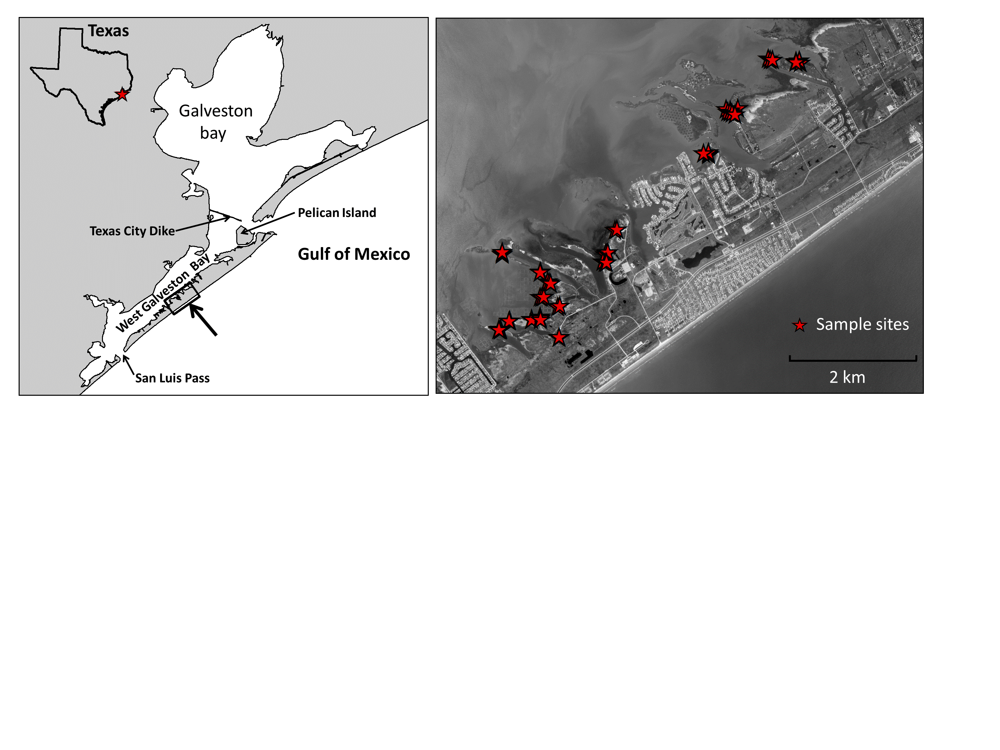 Texas
Galveston
bay
Pelican Island
Texas City Dike
Gulf of Mexico
West Galveston Bay
San Luis Pass
Sample sites
2 km